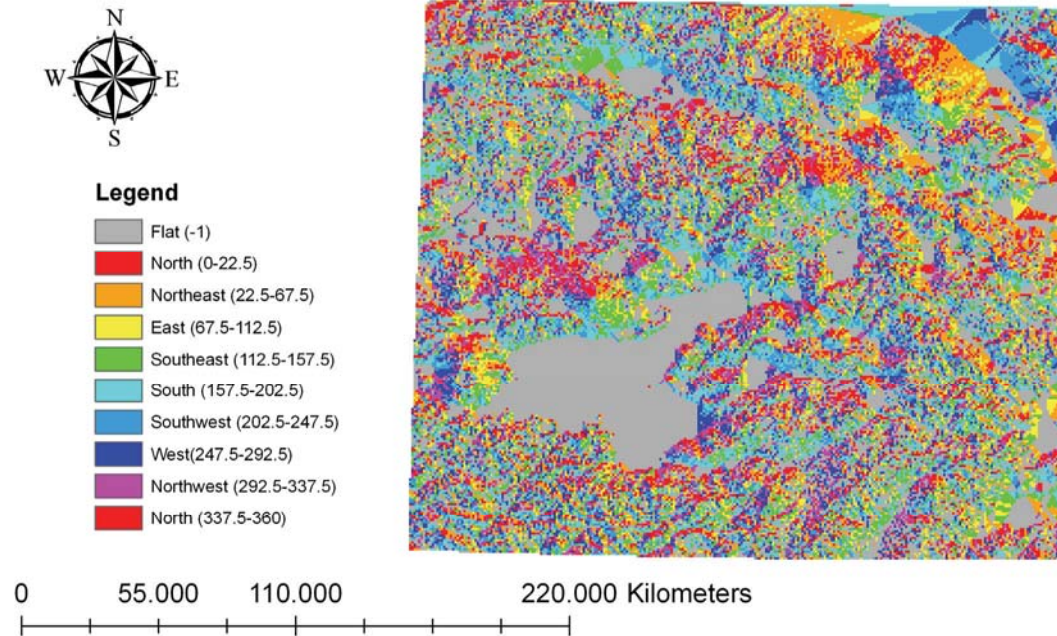 N
W E
S
Legend
Flat (-1)
North (0-22.5)
Northeast (22.5-67.5)
East (67.5-112.5)
Southeast (112.5-157.5)
South (157.5-202.5)
Southwest (202.5-247.5)
West(247.5-292.5)
Northwest (292.5-337.5)
North (337.5-360)
0 55.000 110.000 220.000 Kilometers